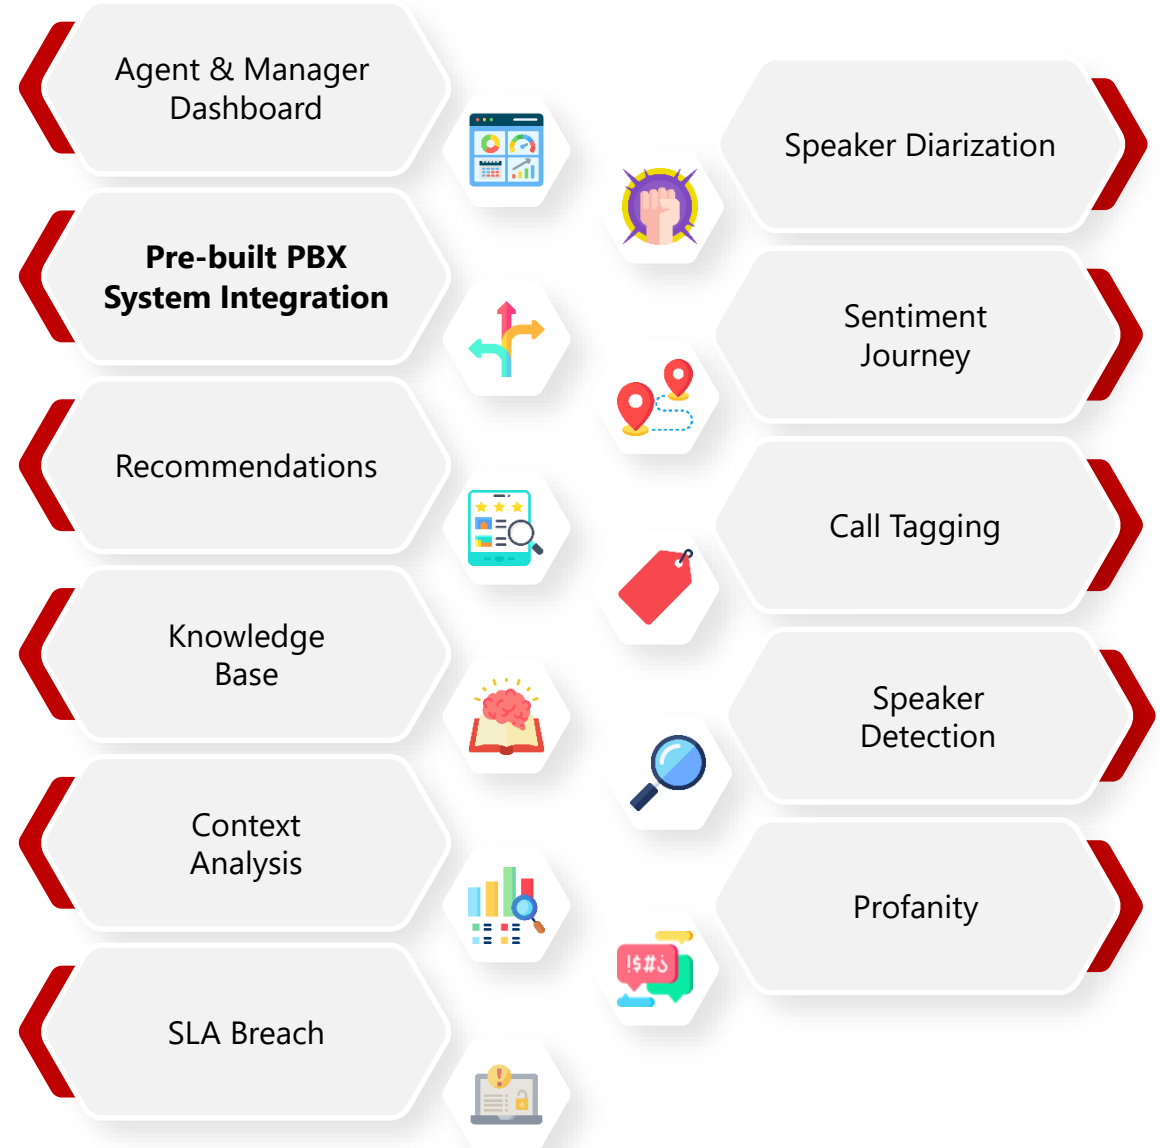 Agent & Manager
Dashboard
Pre-built PBX
System Integration
Recommendations
Knowledge
Base
Context
Analysis
SLA Breach
Speaker Diarization
Sentiment
Journey
Call Tagging
Speaker
Detection
Profanity
!$#¿